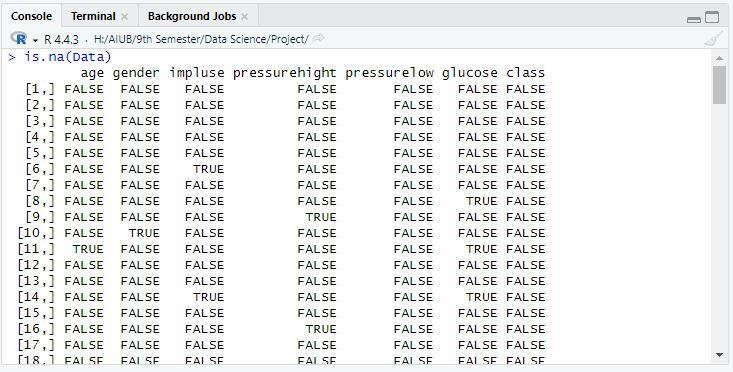 Console Terminal × Background Jobs ×
R R 4.4.3 · H:/AIUB/9th Semester/Data Science/Project/
> is.na(Data)
age gender impluse pressurehight pressurelow glucose class
[1,] FALSE FALSE FALSE FALSE FALSE FALSE FALSE
[2,] FALSE FALSE FALSE FALSE FALSE FALSE FALSE
[3,] FALSE FALSE FALSE FALSE FALSE FALSE FALSE
[4,] FALSE FALSE FALSE FALSE FALSE FALSE FALSE
[5,] FALSE FALSE FALSE FALSE FALSE FALSE FALSE
[6,] FALSE FALSE TRUE FALSE FALSE FALSE FALSE
[7,] FALSE FALSE FALSE FALSE FALSE FALSE FALSE
[8,] FALSE FALSE FALSE FALSE FALSE TRUE FALSE
[9,] FALSE FALSE FALSE TRUE FALSE FALSE FALSE
[10,] FALSE TRUE FALSE FALSE FALSE FALSE FALSE
[11,] TRUE FALSE FALSE FALSE FALSE TRUE FALSE
[12,] FALSE FALSE FALSE FALSE FALSE FALSE FALSE
[13,] FALSE FALSE FALSE FALSE FALSE FALSE FALSE
[14,] FALSE FALSE TRUE FALSE FALSE TRUE FALSE
[15,] FALSE FALSE FALSE FALSE FALSE FALSE FALSE
[16,] FALSE FALSE FALSE TRUE FALSE FALSE FALSE
[17,] FALSE FALSE FALSE FALSE FALSE FALSE FALSE
[18,] FALSE FALSE FALSE FALSE FALSE FALSE FALSE